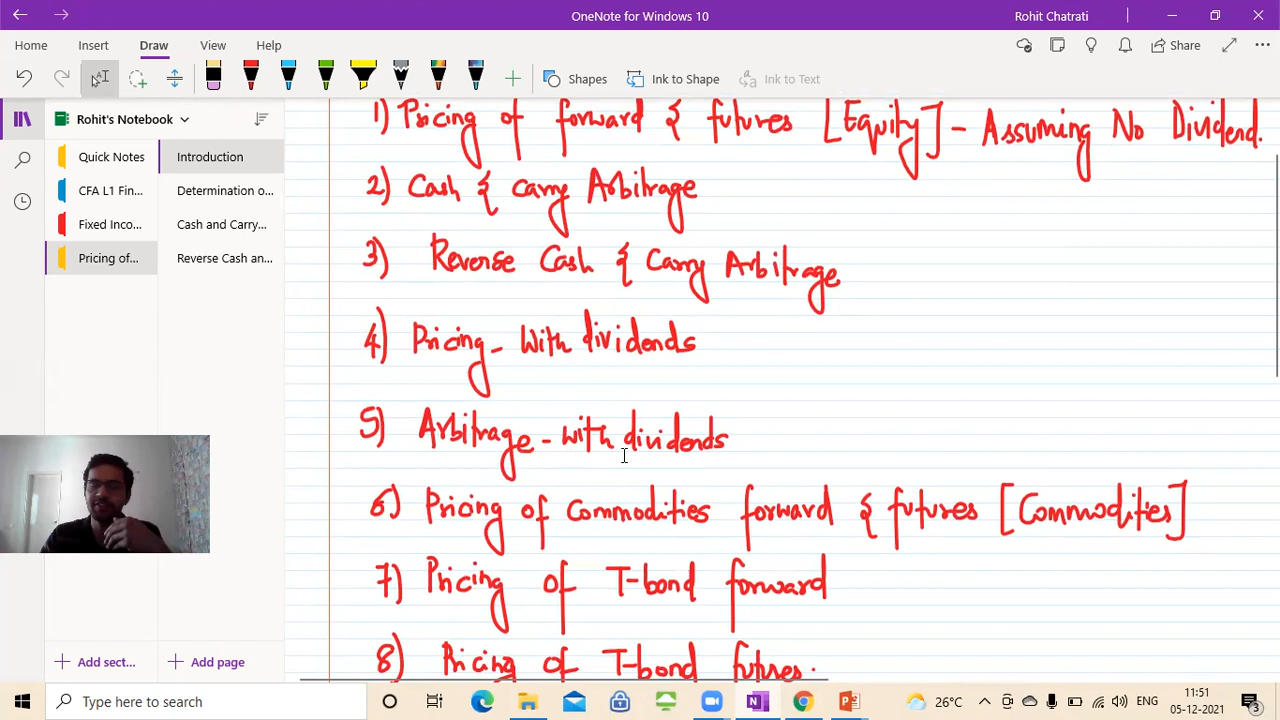 OneNote for Windows 10
Rohit Chatrati
Home Insert Draw View Help
Share
Shapes Ink to Shape Ink to Text
Rohit's Notebook
Quick Notes
CFA L1 Fin...
Fixed Inco...
Pricing of...
Introduction
Determination o...
Cash and Carry...
Reverse Cash an...
1) Pricing of forward & futures [Equity] - Assuming No Dividend.
2) Cash & Carry Arbitrage
3) Reverse Cash & Carry Arbitrage
4) Pricing - With dividends
5) Arbitrage - with dividends
6) Pricing of Commodities forward & futures [Commodities]
7) Pricing of T-bond forward
8) Pricing of T-bond futures.
Add sect... Add page
Type here to search
26°C
ENG
11:51
05-12-2021
3